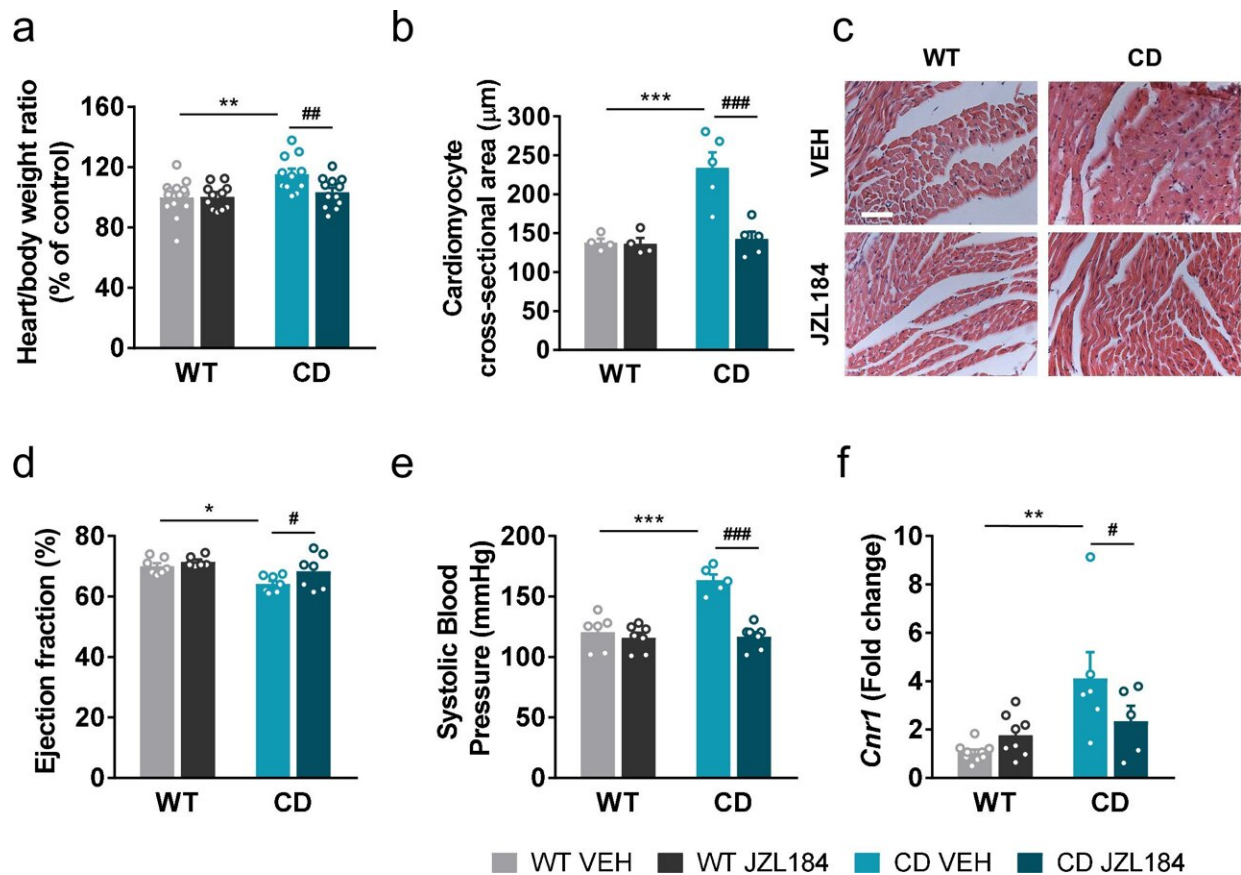 a
Heart/body weight ratio
(% of control)
160
120
80
40
0
**
##
WT
CD
b
Cardiomyocyte
cross-sectional area (μm)
300
250
200
150
100
50
0
***
###
WT
CD
c
WT
CD
VEH
JZL184
d
Ejection fraction (%)
80
60
40
20
0
*
#
WT
CD
e
Systolic Blood
Pressure (mmHg)
200
150
100
50
0
***
###
WT
CD
f
Cnr1 (Fold change)
10
8
6
4
2
0
**
#
WT
CD
WT VEH
WT JZL184
CD VEH
CD JZL184